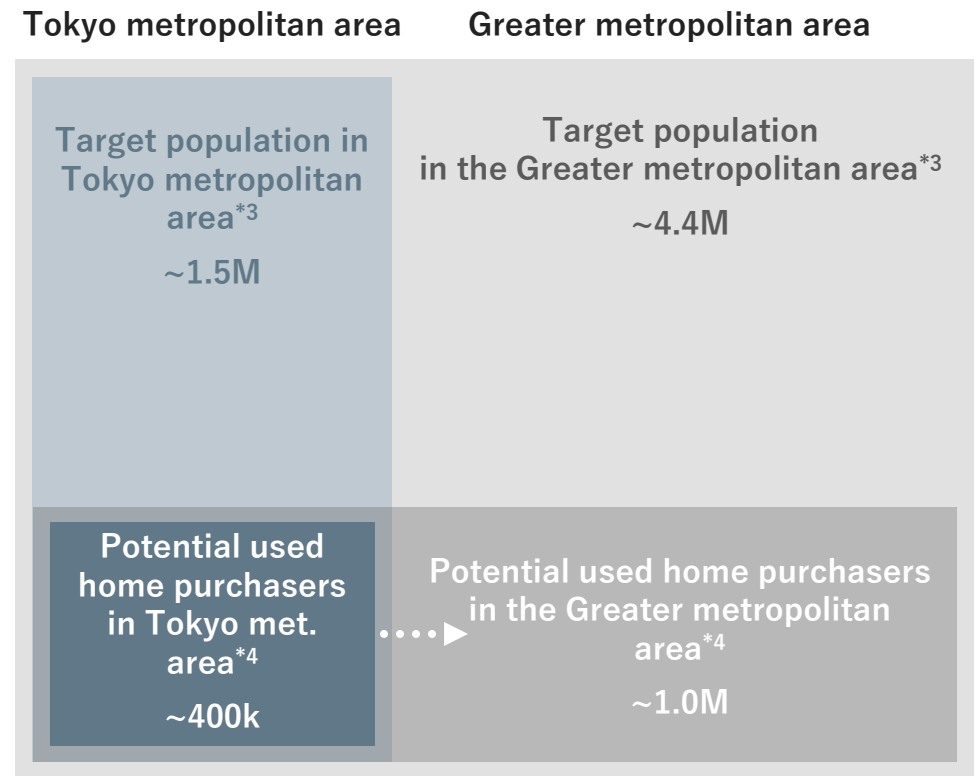 Tokyo metropolitan area
Greater metropolitan area
Target population in
Tokyo metropolitan
area*3
~1.5M
Target population
in the Greater metropolitan area*3
~4.4M
Potential used
home purchasers
in Tokyo met.
area*4
~400k
Potential used home purchasers
in the Greater metropolitan
area*4
~1.0M